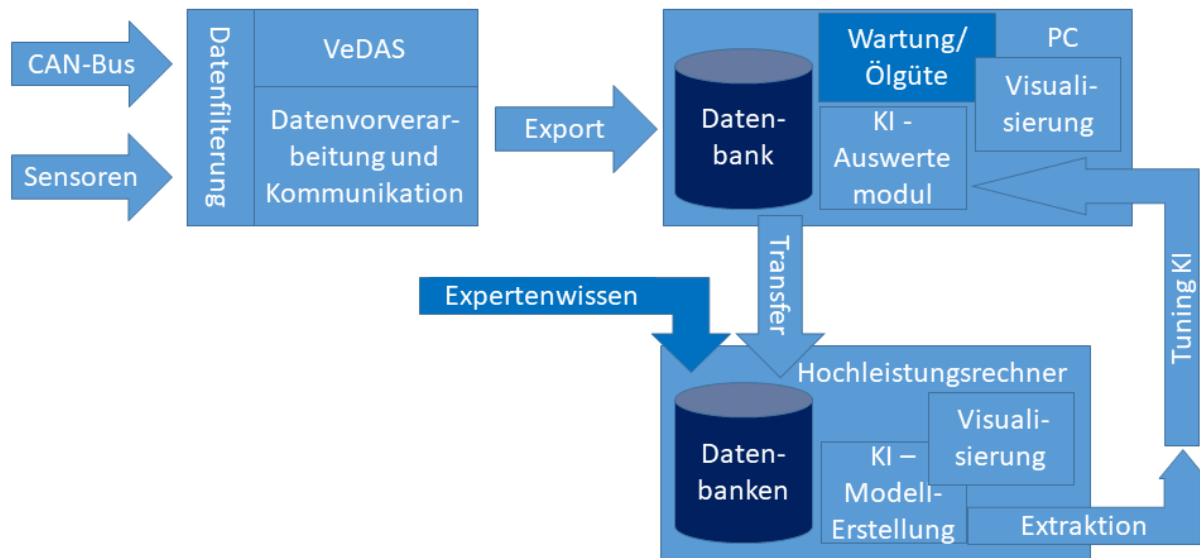 CAN-Bus
Sensoren
Datenfilterung
VeDAS
Datenvorverar-
beitung und
Kommunikation
Export
Daten-
bank
Wartung/
Ölgüte
PC
Visuali-
sierung
KI -
Auswerte
modul
Transfer
Tuning KI
Expertenwissen
Hochleistungsrechner
Daten-
banken
Visuali-
sierung
KI –
Modell-
Erstellung
Extraktion